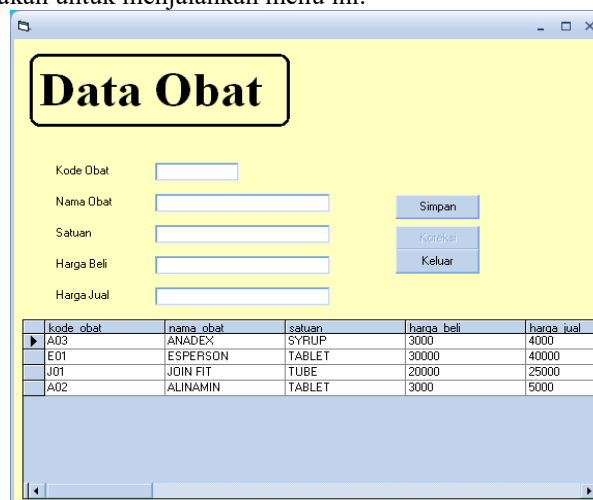 untuk menjalankan menu ini.
Data Obat
Kode Obat
Nama Obat
Satuan
Harga Beli
Harga Jual
Simpan
Koreksi
Keluar
kode_obat nama_obat satuan harga_beli harga_jual
A03 ANADEX SYRUP 3000 4000
E01 ESPERSON TABLET 30000 40000
J01 JOIN FIT TUBE 20000 25000
A02 ALINAMIN TABLET 3000 5000